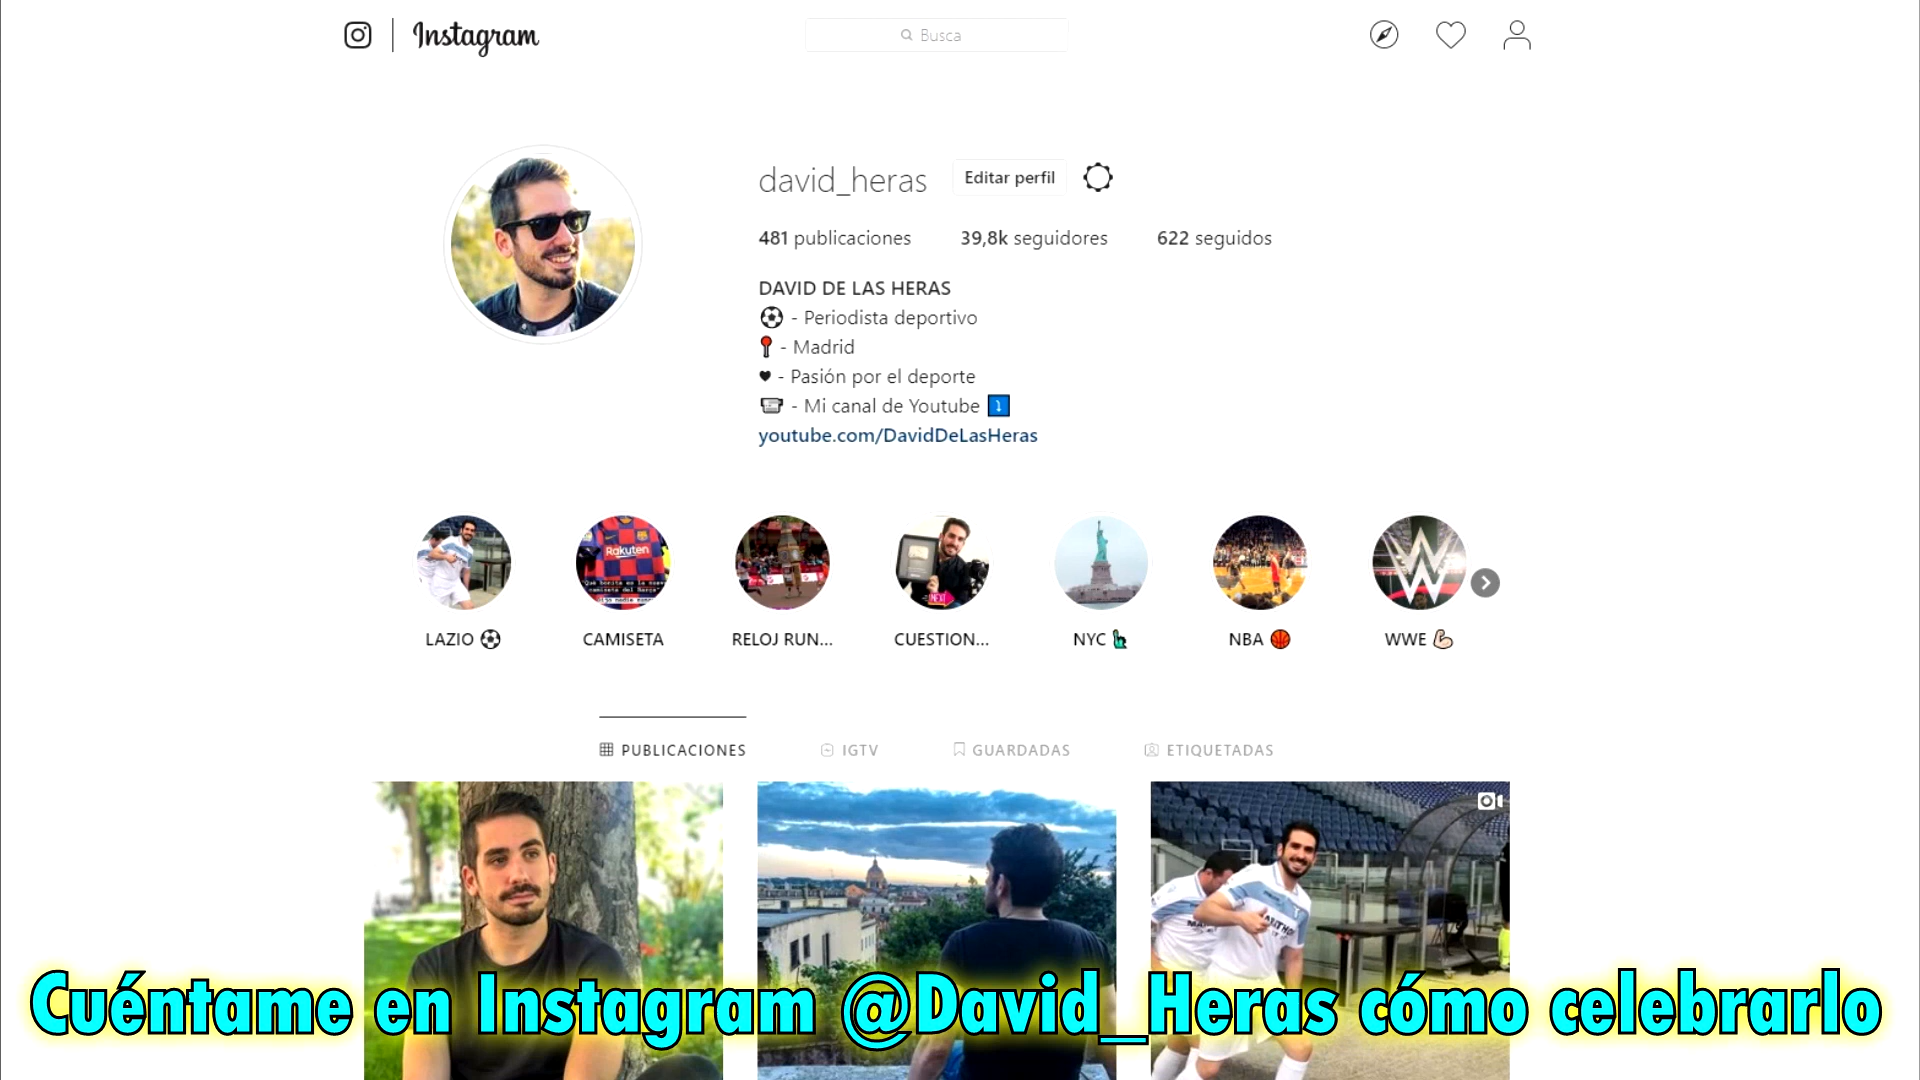 Instagram
Busca
david_heras
Editar perfil
481 publicaciones
39,8k seguidores
622 seguidos
DAVID DE LAS HERAS
- Periodista deportivo
- Madrid
- Pasión por el deporte
- Mi canal de Youtube
youtube.com/DavidDeLasHeras
Rakuten
NEXT
LAZIO
CAMISETA
RELOJ RUN...
CUESTION...
NYC
NBA
WWE
PUBLICACIONES
IGTV
GUARDADAS
ETIQUETADAS
Cuéntame en Instagram @David_Heras cómo celebrarlo